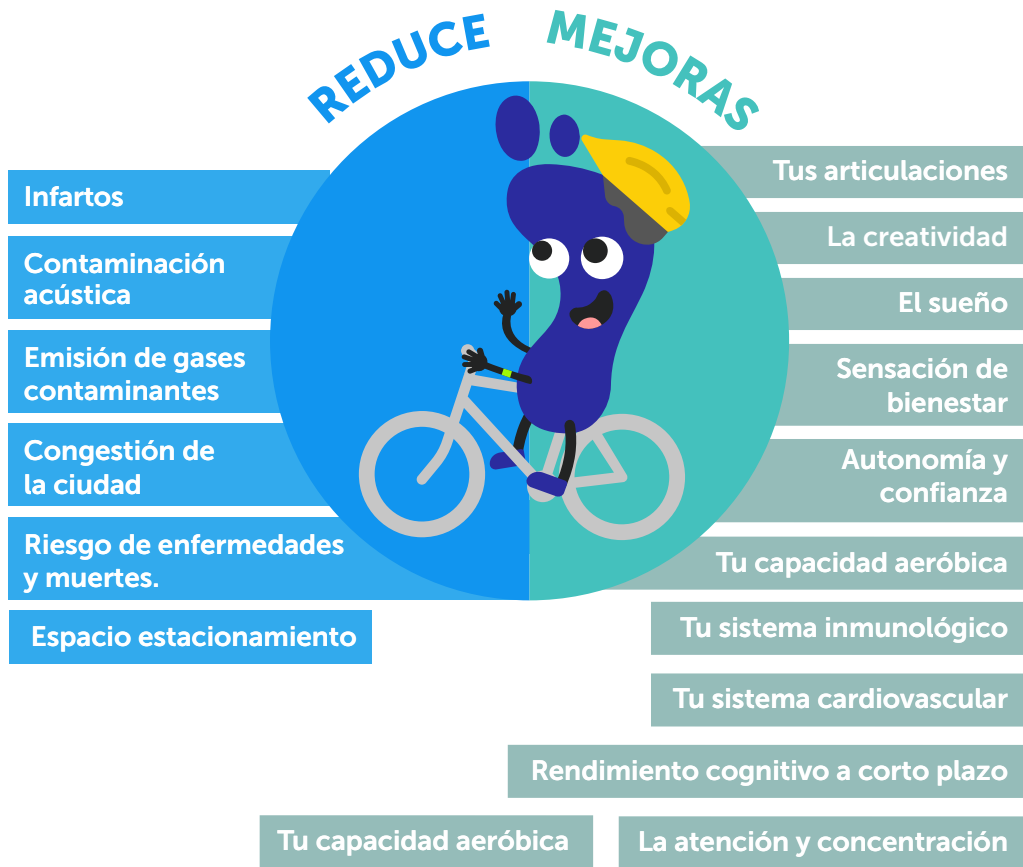 REDUCE
Infartos
Contaminación
acústica
Emisión de gases
contaminantes
Congestión de
la ciudad
Riesgo de enfermedades
y muertes.
Espacio estacionamiento
MEJORAS
Tus articulaciones
La creatividad
El sueño
Sensación de
bienestar
Autonomía y
confianza
Tu capacidad aeróbica
Tu sistema inmunológico
Tu sistema cardiovascular
Rendimiento cognitivo a corto plazo
Tu capacidad aeróbica
La atención y concentración